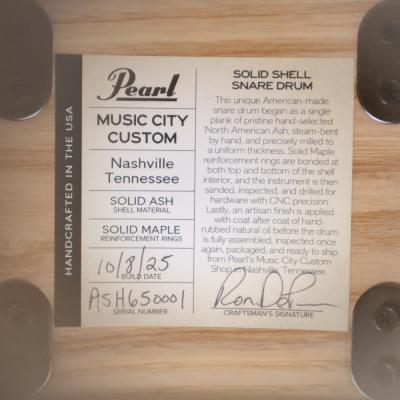 HANDCRAFTED IN THE USA
Pearl
MUSIC CITY
CUSTOM
Nashville
Tennessee
SOLID ASH
SHELL MATERIAL
SOLID MAPLE
REINFORCEMENT RINGS
10/8/25
BUILD DATE
ASH650001
SERIAL NUMBER
SOLID SHELL
SNARE DRUM
This unique American-made
snare drum began as a single
plank of pristine hand-selected
North American Ash, steam-bent
by hand, and precisely milled to
a uniform thickness. Solid Maple
reinforcement rings are bonded at
both top and bottom of the shell
interior, and the instrument is then
sanded, inspected, and drilled for
hardware with CNC precision.
Lastly, an artisan finish is applied
with coat after coat of hand-
rubbed natural oil before the drum
is fully assembled, inspected once
again, packaged, and ready to
ship from Pearl's Music City Custom
Shop in Nashville, Tennessee.
CRAFTSMAN'S SIGNATURE